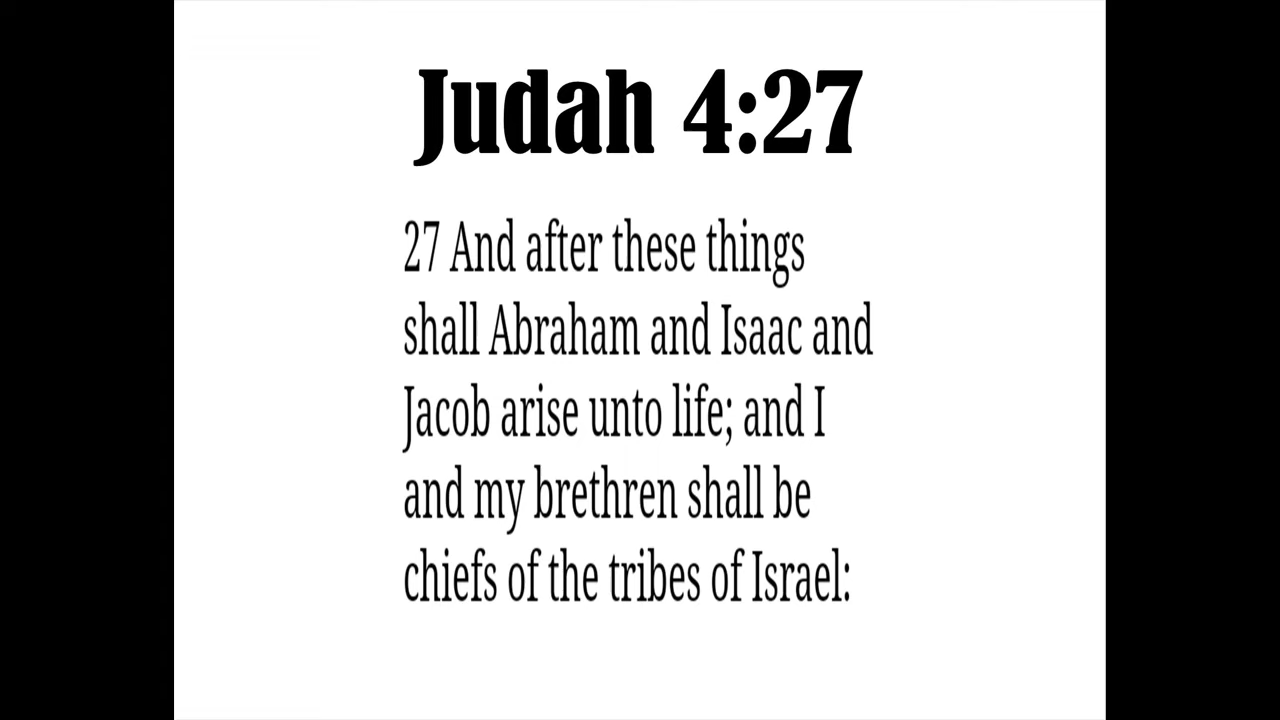 Judah 4:27
27 And after these things
shall Abraham and Isaac and
Jacob arise unto life; and I
and my brethren shall be
chiefs of the tribes of Israel: